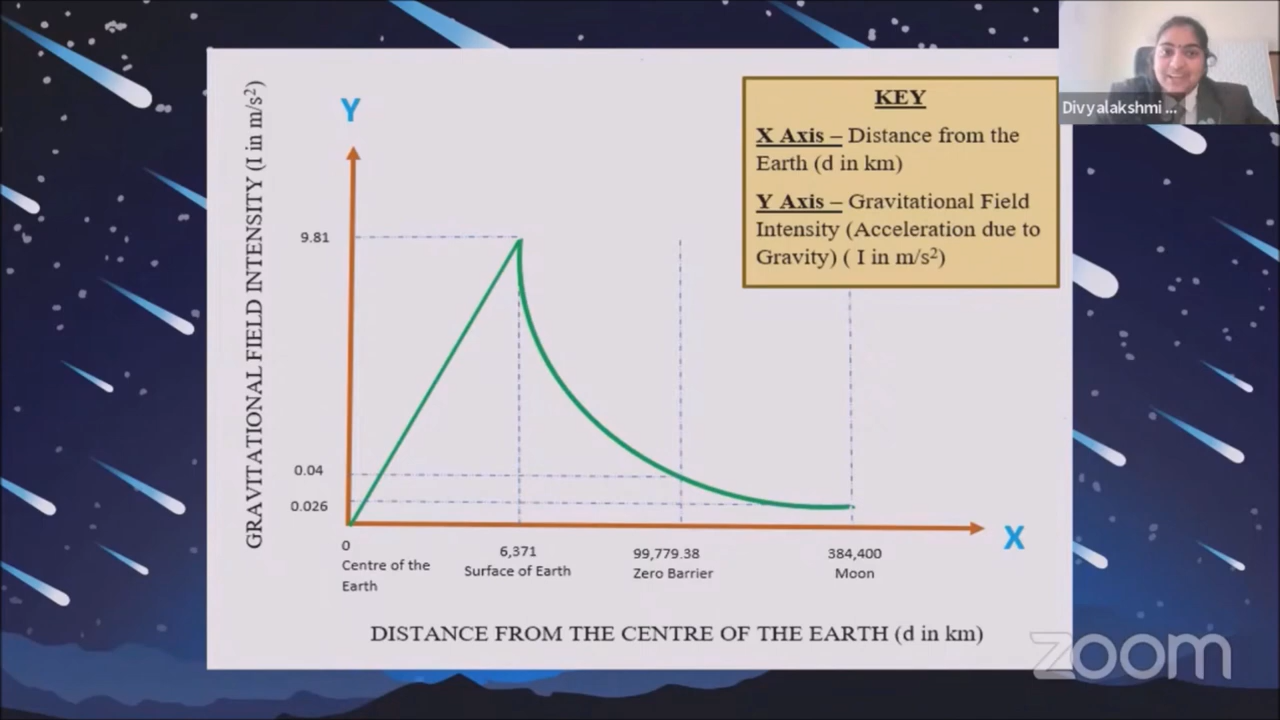 Y
GRAVITATIONAL FIELD INTENSITY (I in m/s²)
9.81
0.04
0.026
0
Centre of the
Earth
6,371
Surface of Earth
99,779.38
Zero Barrier
384,400
Moon
X
DISTANCE FROM THE CENTRE OF THE EARTH (d in km)
KEY
X Axis – Distance from the
Earth (d in km)
Y Axis – Gravitational Field
Intensity (Acceleration due to
Gravity) ( I in m/s²)
Divyalakshmi ...
zoom